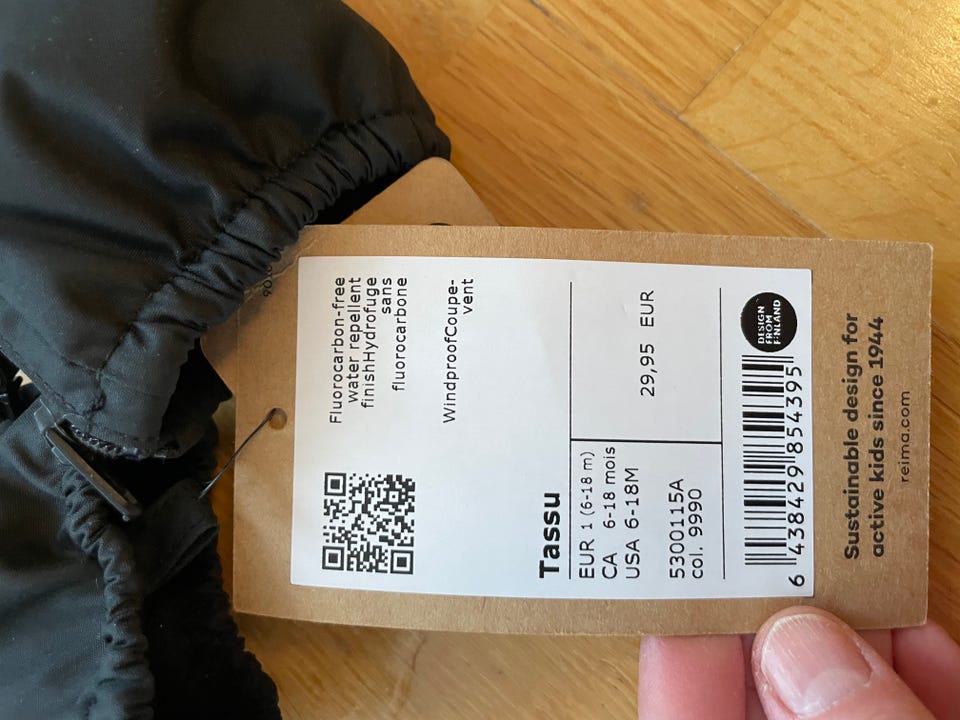 Fluorocarbon-free
water repellent
finishHydrofuge
sans
fluorocarbone
WindproofCoupe-
vent
Tassu
EUR 1 (6-18 m)
CA 6-18 mois
USA 6-18M
5300115A
col. 9990
29,95 EUR
DESIGN
FROM
FINLAND
6 438429 854395
Sustainable design for
active kids since 1944
reima.com